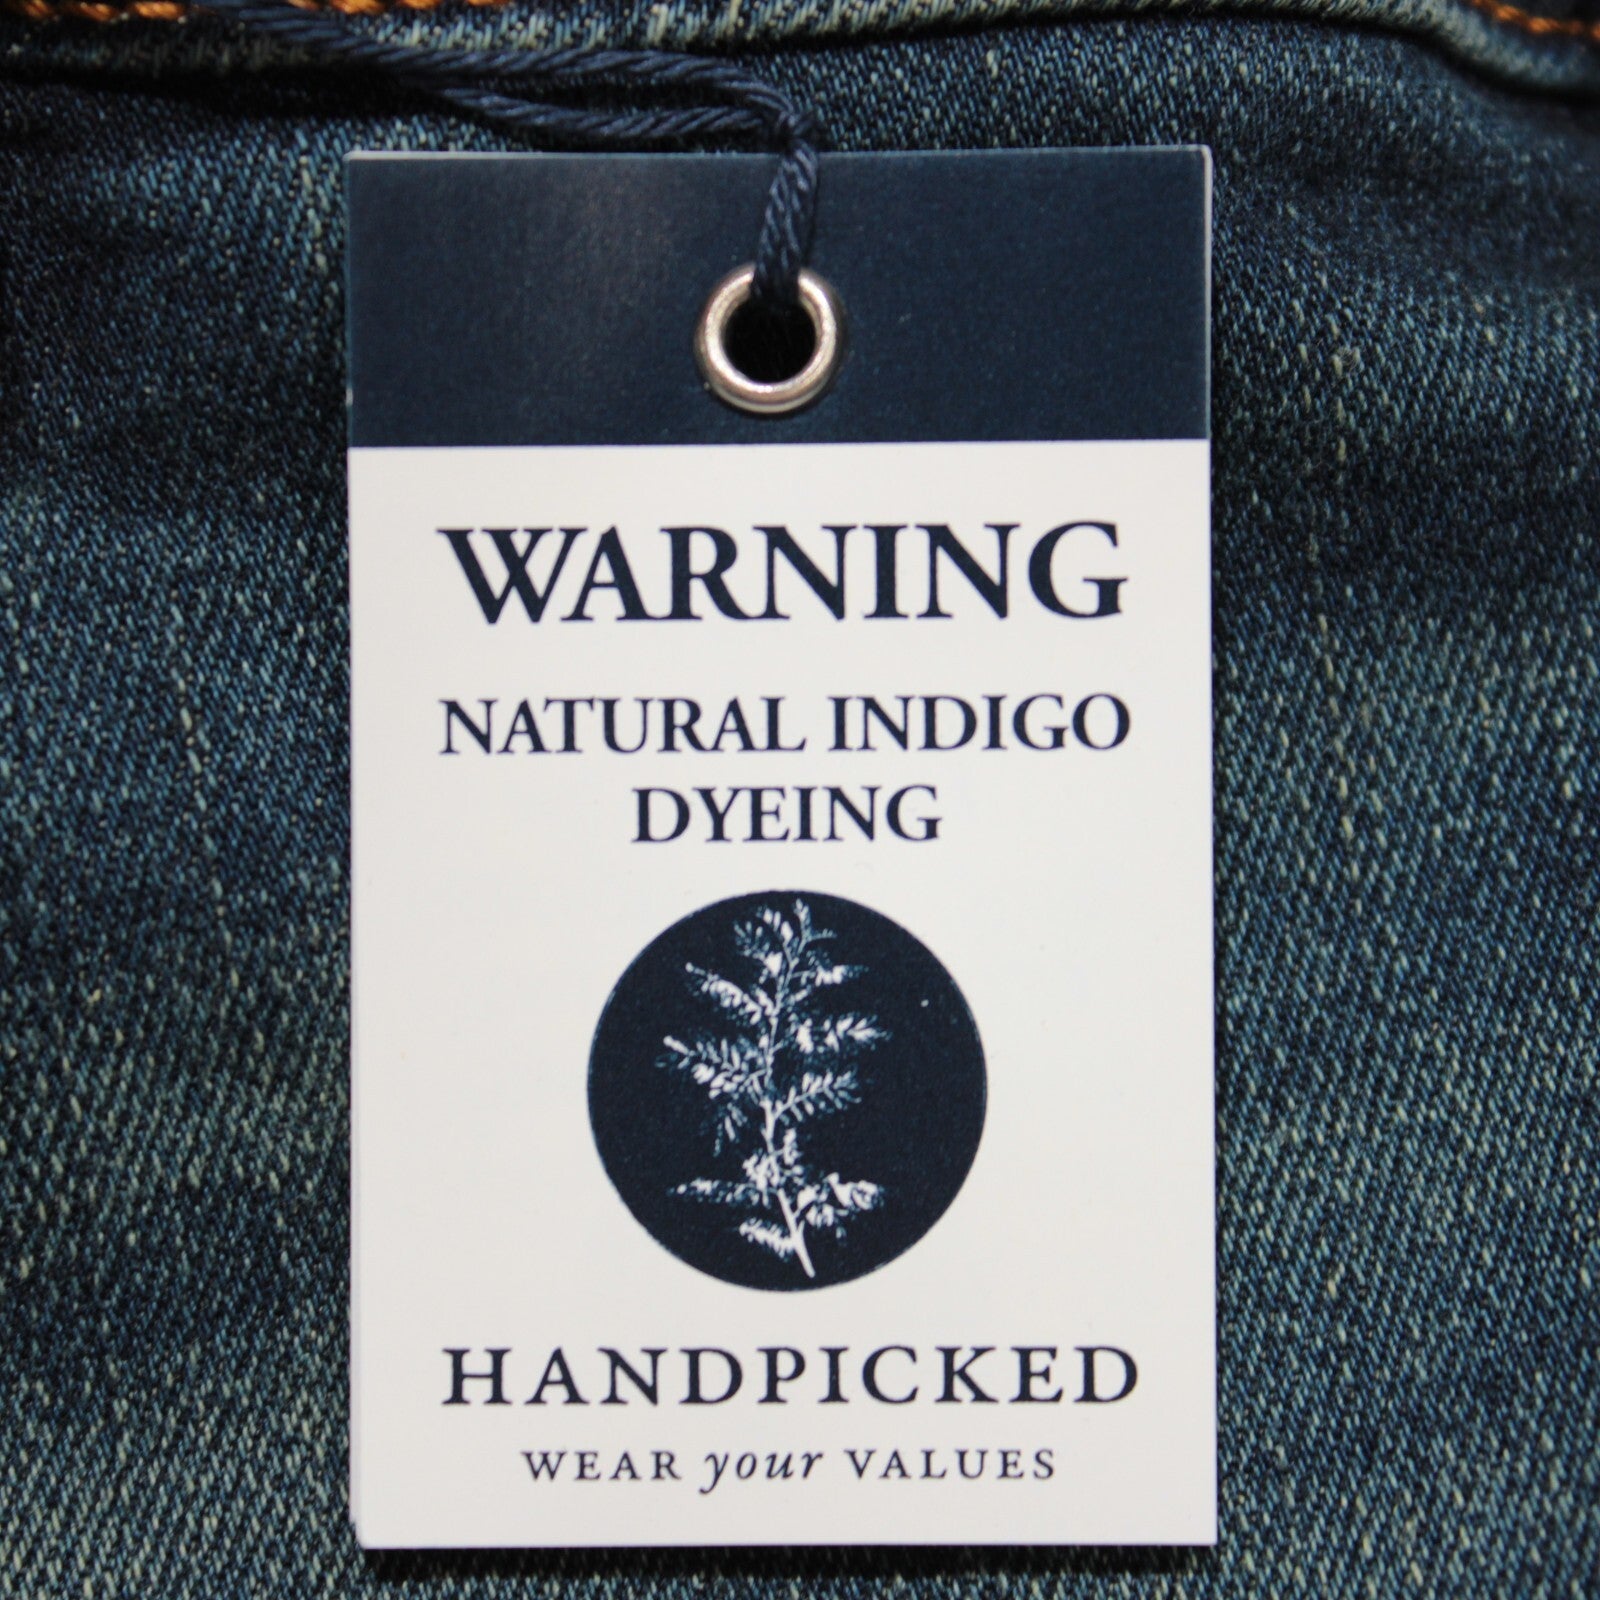 WARNING
NATURAL INDIGO
DYEING
HANDPICKED
WEAR your VALUES